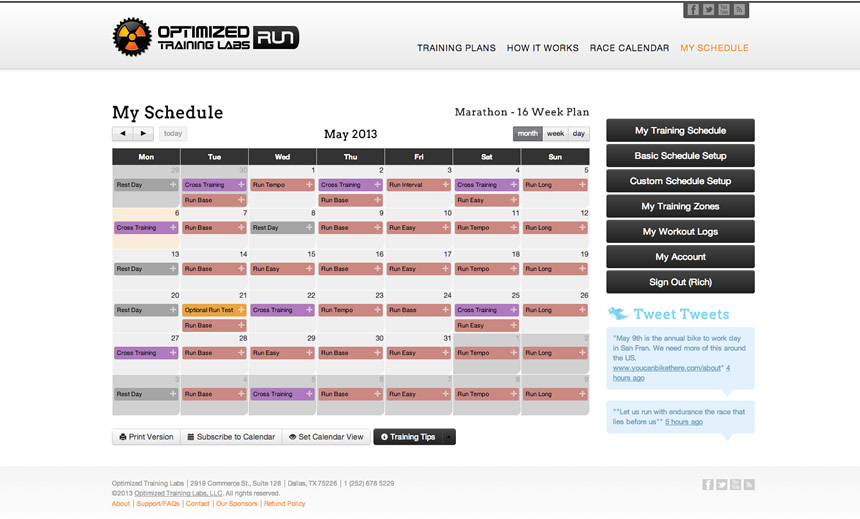 OPTIMIZED
TRAINING LABS RUN
TRAINING PLANS HOW IT WORKS RACE CALENDAR MY SCHEDULE
My Schedule
Marathon - 16 Week Plan
today
May 2013
month week day
Mon Tue Wed Thu Fri Sat Sun
29 30 1 2 3 4 5
Rest Day Cross Training Run Tempo Cross Training Run Interval Cross Training Run Long
Run Base Run Base Run Easy
6 7 8 9 10 11 12
Cross Training Run Base Rest Day Run Easy Run Easy Run Tempo Run Long
13 14 15 16 17 18 19
Rest Day Run Base Run Easy Run Base Run Easy Run Tempo Run Long
20 21 22 23 24 25 26
Rest Day Optional Run Test Cross Training Run Tempo Run Base Cross Training Run Long
Run Base Run Easy
27 28 29 30 31 1 2
Cross Training Run Base Run Easy Run Base Run Easy Run Tempo Run Long
3 4 5 6 7 8 9
Rest Day Run Base Cross Training Run Easy Run Easy Run Tempo Run Long
Print Version Subscribe to Calendar Set Calendar View Training Tips
My Training Schedule
Basic Schedule Setup
Custom Schedule Setup
My Training Zones
My Workout Logs
My Account
Sign Out (Rich)
Tweet Tweets
"May 9th is the annual bike to work day
in San Fran. We need more of this around
the US.
www.youcanbikethere.com/about" 4
hours ago
""Let us run with endurance the race that
lies before us"" 5 hours ago
Optimized Training Labs | 2919 Commerce St., Suite 128 | Dallas, TX 75226 | 1 (252) 678 5229
©2013 Optimized Training Labs, LLC. All rights reserved.
About | Support/FAQs | Contact | Our Sponsors | Refund Policy